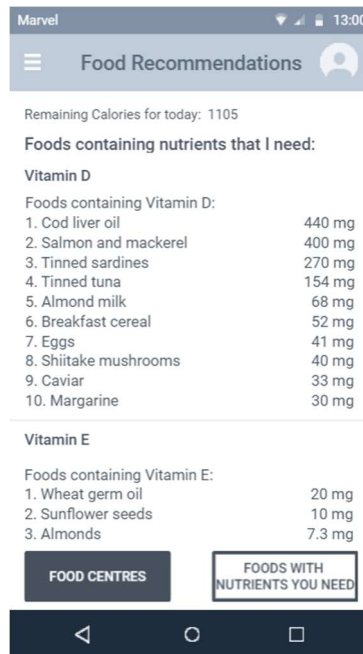 Marvel 13:00
Food Recommendations
Remaining Calories for today: 1105
Foods containing nutrients that I need:
Vitamin D
Foods containing Vitamin D:
1. Cod liver oil 440 mg
2. Salmon and mackerel 400 mg
3. Tinned sardines 270 mg
4. Tinned tuna 154 mg
5. Almond milk 68 mg
6. Breakfast cereal 52 mg
7. Eggs 41 mg
8. Shiitake mushrooms 40 mg
9. Caviar 33 mg
10. Margarine 30 mg
Vitamin E
Foods containing Vitamin E:
1. Wheat germ oil 20 mg
2. Sunflower seeds 10 mg
3. Almonds 7.3 mg
FOOD CENTRES
FOODS WITH
NUTRIENTS YOU NEED